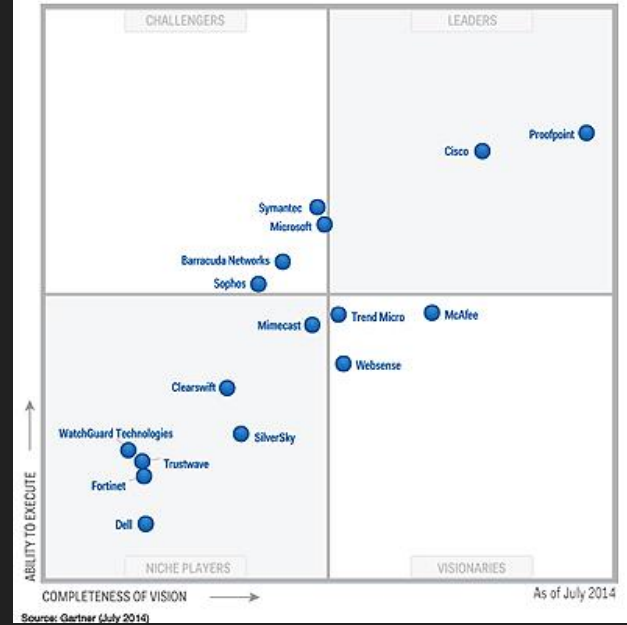 CHALLENGERS
LEADERS
Proofpoint
Cisco
Symantec
Microsoft
Barracuda Networks
Sophos
Mimecast
Trend Micro
McAfee
Websense
Clearswift
WatchGuard Technologies
SilverSky
Trustwave
Fortinet
Dell
ABILITY TO EXECUTE
NICHE PLAYERS
VISIONARIES
COMPLETENESS OF VISION
As of July 2014
Source: Gartner (July 2014)